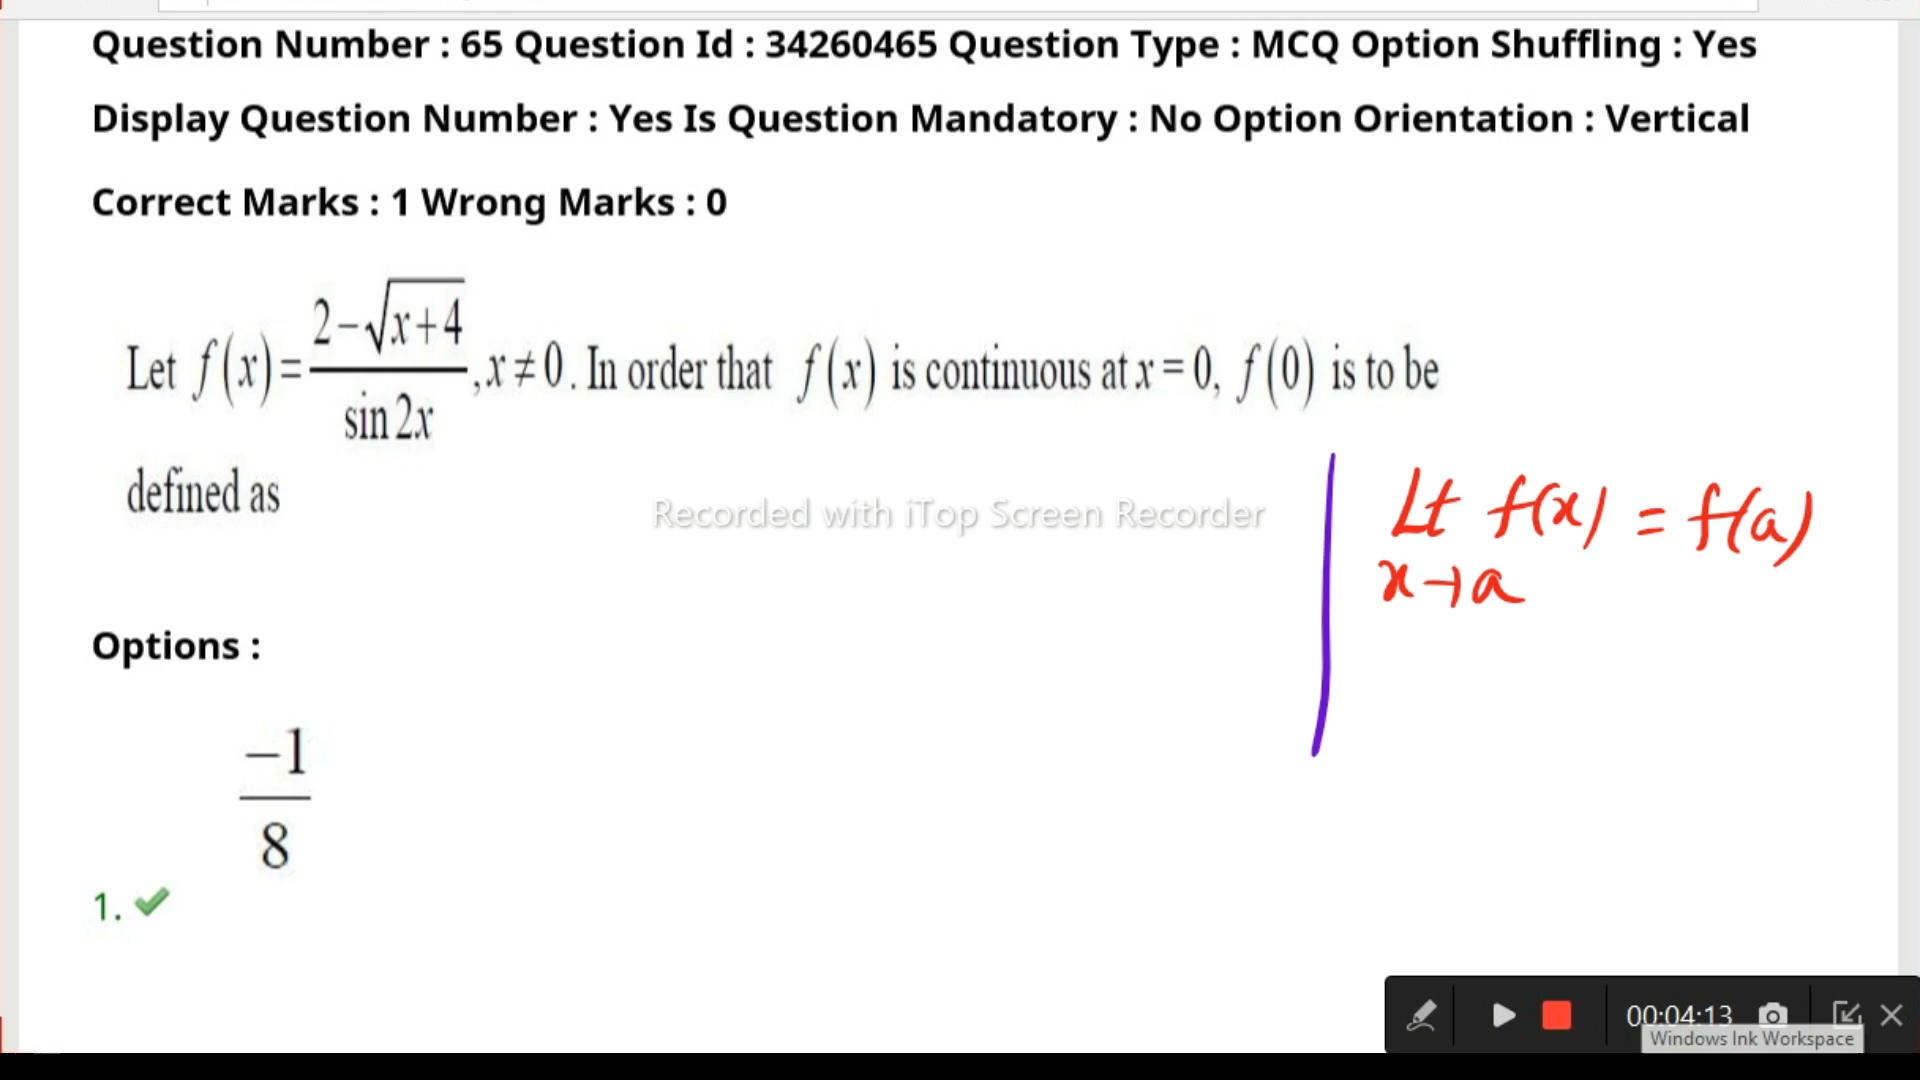 Question Number : 65 Question Id : 34260465 Question Type : MCQ Option Shuffling : Yes
Display Question Number : Yes Is Question Mandatory : No Option Orientation : Vertical
Correct Marks : 1 Wrong Marks : 0
Let f(x) = (2−√(x+4))/(sin 2x), x ≠ 0. In order that f(x) is continuous at x = 0, f(0) is to be
defined as
Lt f(x) = f(a)
x→a
Recorded with iTop Screen Recorder
Options :
−1
8
1.
00:04:13
Windows Ink Workspace